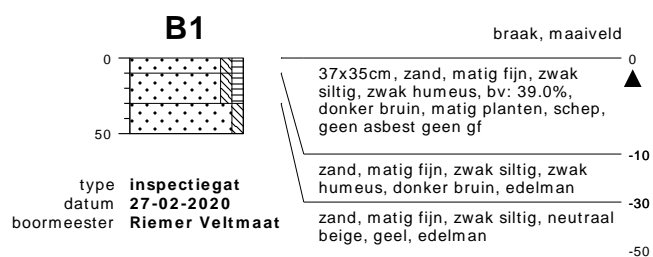 B1
braak, maaiveld
0
50
0
37x35cm, zand, matig fijn, zwak
siltig, zwak humeus, bv: 39.0%,
donker bruin, matig planten, schep,
geen asbest geen gf
-10
zand, matig fijn, zwak siltig, zwak
humeus, donker bruin, edelman
-30
zand, matig fijn, zwak siltig, neutraal
beige, geel, edelman
-50
type inspectiegat
datum 27-02-2020
boormeester Riemer Veltmaat